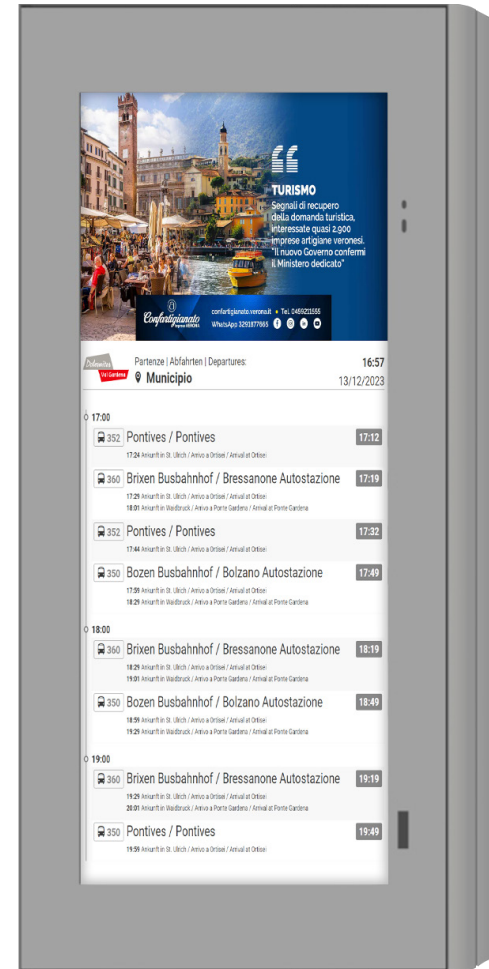 TURISMO
Segnali di recupero
della domanda turistica,
interessate quasi 2.900
imprese artigiane veronesi.
"Il nuovo Governo confermi
il Ministero dedicato"
Confartigianato
Imprese VERONA
confartigianato.verona.it • Tel. 0459211555
WhatsApp 3291877665
Dolomites
Val Gardena
Partenze | Abfahrten | Departures:
Municipio
16:57
13/12/2023
17:00
352 Pontives / Pontives 17:12
17:24 Ankunft in St. Ulrich / Arrivo a Ortisei / Arrival at Ortisei
360 Brixen Busbahnhof / Bressanone Autostazione 17:19
17:29 Ankunft in St. Ulrich / Arrivo a Ortisei / Arrival at Ortisei
18:01 Ankunft in Waidbruck / Arrivo a Ponte Gardena / Arrival at Ponte Gardena
352 Pontives / Pontives 17:32
17:44 Ankunft in St. Ulrich / Arrivo a Ortisei / Arrival at Ortisei
350 Bozen Busbahnhof / Bolzano Autostazione 17:49
17:59 Ankunft in St. Ulrich / Arrivo a Ortisei / Arrival at Ortisei
18:29 Ankunft in Waidbruck / Arrivo a Ponte Gardena / Arrival at Ponte Gardena
18:00
360 Brixen Busbahnhof / Bressanone Autostazione 18:19
18:29 Ankunft in St. Ulrich / Arrivo a Ortisei / Arrival at Ortisei
19:01 Ankunft in Waidbruck / Arrivo a Ponte Gardena / Arrival at Ponte Gardena
350 Bozen Busbahnhof / Bolzano Autostazione 18:49
18:59 Ankunft in St. Ulrich / Arrivo a Ortisei / Arrival at Ortisei
19:29 Ankunft in Waidbruck / Arrivo a Ponte Gardena / Arrival at Ponte Gardena
19:00
360 Brixen Busbahnhof / Bressanone Autostazione 19:19
19:29 Ankunft in St. Ulrich / Arrivo a Ortisei / Arrival at Ortisei
20:01 Ankunft in Waidbruck / Arrivo a Ponte Gardena / Arrival at Ponte Gardena
350 Pontives / Pontives 19:49
19:59 Ankunft in St. Ulrich / Arrivo a Ortisei / Arrival at Ortisei